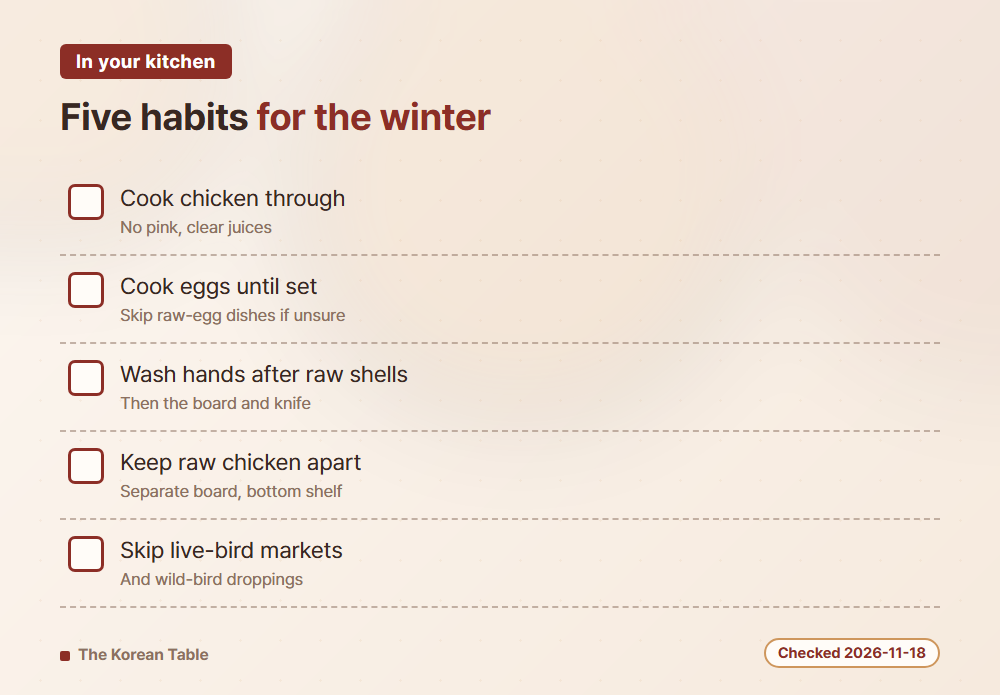 In your kitchen
Five habits for the winter
Cook chicken through
No pink, clear juices
Cook eggs until set
Skip raw-egg dishes if unsure
Wash hands after raw shells
Then the board and knife
Keep raw chicken apart
Separate board, bottom shelf
Skip live-bird markets
And wild-bird droppings
The Korean Table
Checked 2026-11-18